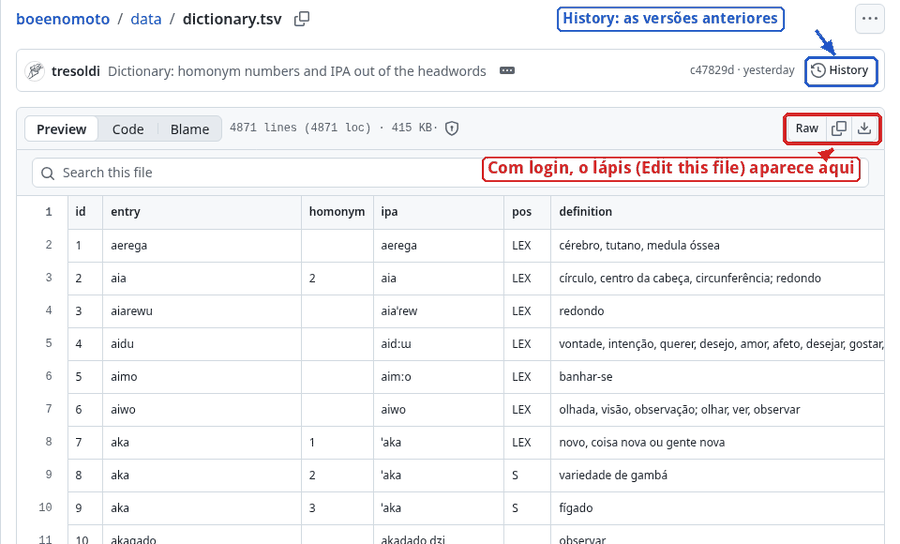 boeenomoto / data / dictionary.tsv
History: as versões anteriores
tresoldi Dictionary: homonym numbers and IPA out of the headwords
c47829d · yesterday
History
Preview Code Blame 4871 lines (4871 loc) · 415 KB· Raw
Search this file
Com login, o lápis (Edit this file) aparece aqui
1 id entry homonym ipa pos definition
2 1 aerega aerega LEX cérebro, tutano, medula óssea
3 2 aia 2 aia LEX círculo, centro da cabeça, circunferência; redondo
4 3 aiarewu aia'rew LEX redondo
5 4 aidu aid:ɯ LEX vontade, intenção, querer, desejo, amor, afeto, desejar, gostar,
6 5 aimo aim:o LEX banhar-se
7 6 aiwo aiwo LEX olhada, visão, observação; olhar, ver, observar
8 7 aka 1 'aka LEX novo, coisa nova ou gente nova
9 8 aka 2 'aka S variedade de gambá
10 9 aka 3 'aka S fígado
11 10 akagado akadado dʒi observar